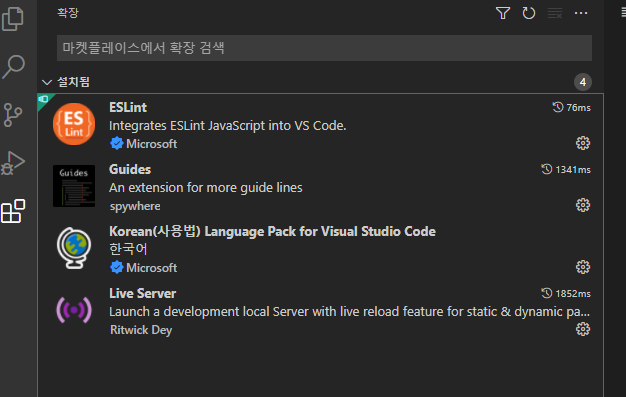 확장
마켓플레이스에서 확장 검색
설치됨 4
ES
Lint
ESLint 76ms
Integrates ESLint JavaScript into VS Code.
Microsoft
Guides
Guides 1341ms
An extension for more guide lines
spywhere
Korean(사용법) Language Pack for Visual Studio Code
한국어
Microsoft
Live Server 1852ms
Launch a development local Server with live reload feature for static & dynamic pa...
Ritwick Dey